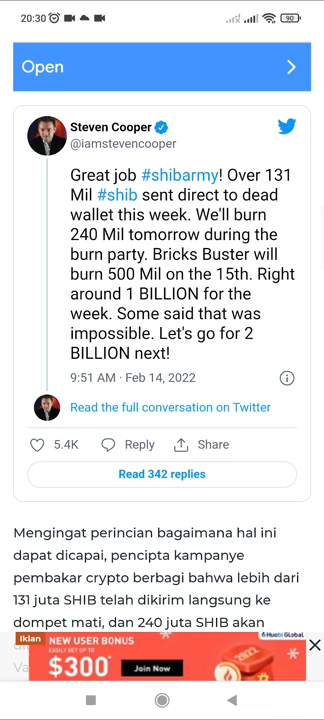 20:30
90
Open
Steven Cooper
@iamstevencooper
Great job #shibarmy! Over 131
Mil #shib sent direct to dead
wallet this week. We'll burn
240 Mil tomorrow during the
burn party. Bricks Buster will
burn 500 Mil on the 15th. Right
around 1 BILLION for the
week. Some said that was
impossible. Let's go for 2
BILLION next!
9:51 AM · Feb 14, 2022
Read the full conversation on Twitter
5.4K Reply Share
Read 342 replies
Mengingat perincian bagaimana hal ini
dapat dicapai, pencipta kampanye
pembakar crypto berbagi bahwa lebih dari
131 juta SHIB telah dikirim langsung ke
dompet mati, dan 240 juta SHIB akan
Iklan
NEW USER BONUS
EASILY GET UP TO
$300*
Join Now
Huobi Global
Va